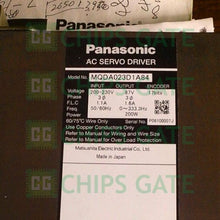 Panasonic
AC SERVO DRIVER
Model No. MQDA023D1A84
INPUT OUTPUT ENCODER
Voltage 200-230V 87V 17bits
Phase 3Ø 3Ø
F.L.C 1.1A 1.6A
Freq. 50/60Hz 0~333.3Hz
Power 200W
60/75℃ Wire Only
Use Copper Conductors Only
Refer to Manual for Wiring and Wire Size
Refer to Manual for Over Load Protection
Matsushita Electric Industrial Co., Ltd.
Made in Japan
CHIPS GATE